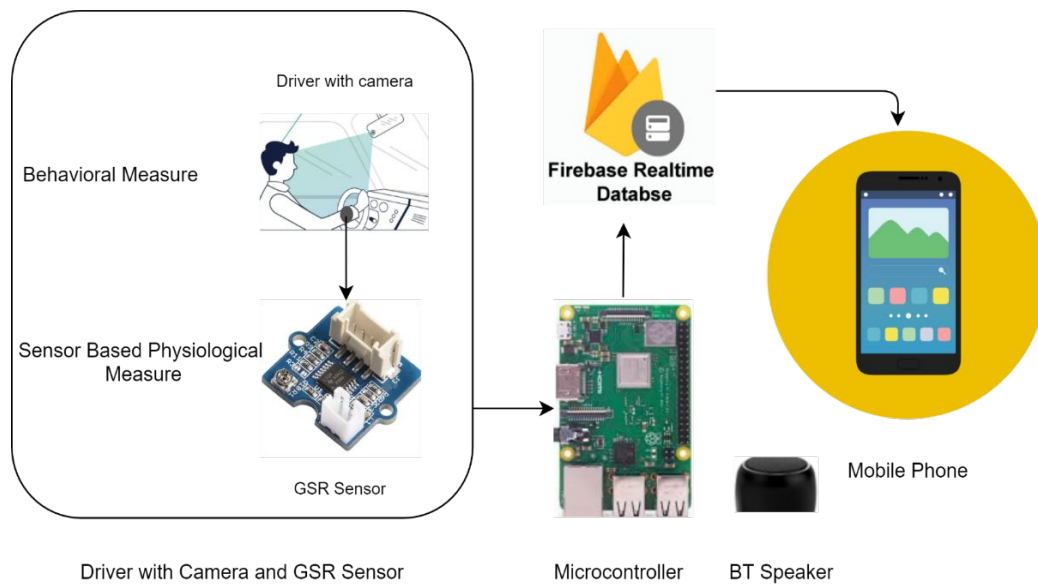 Driver with camera
Behavioral Measure
Firebase Realtime
Databse
Sensor Based Physiological
Measure
GSR Sensor
Mobile Phone
Driver with Camera and GSR Sensor
Microcontroller
BT Speaker